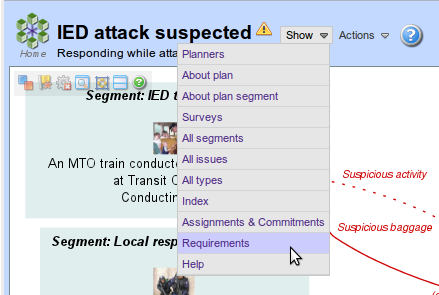 IED attack suspected
Show
Actions
Home
Responding while atta
Planners
About plan
About plan segment
Surveys
All segments
All issues
All types
Index
Assignments & Commitments
Requirements
Help
Segment: IED t
An MTO train conducto
at Transit C
Conductin
Segment: Local resp
Suspicious activity
Suspicious baggage